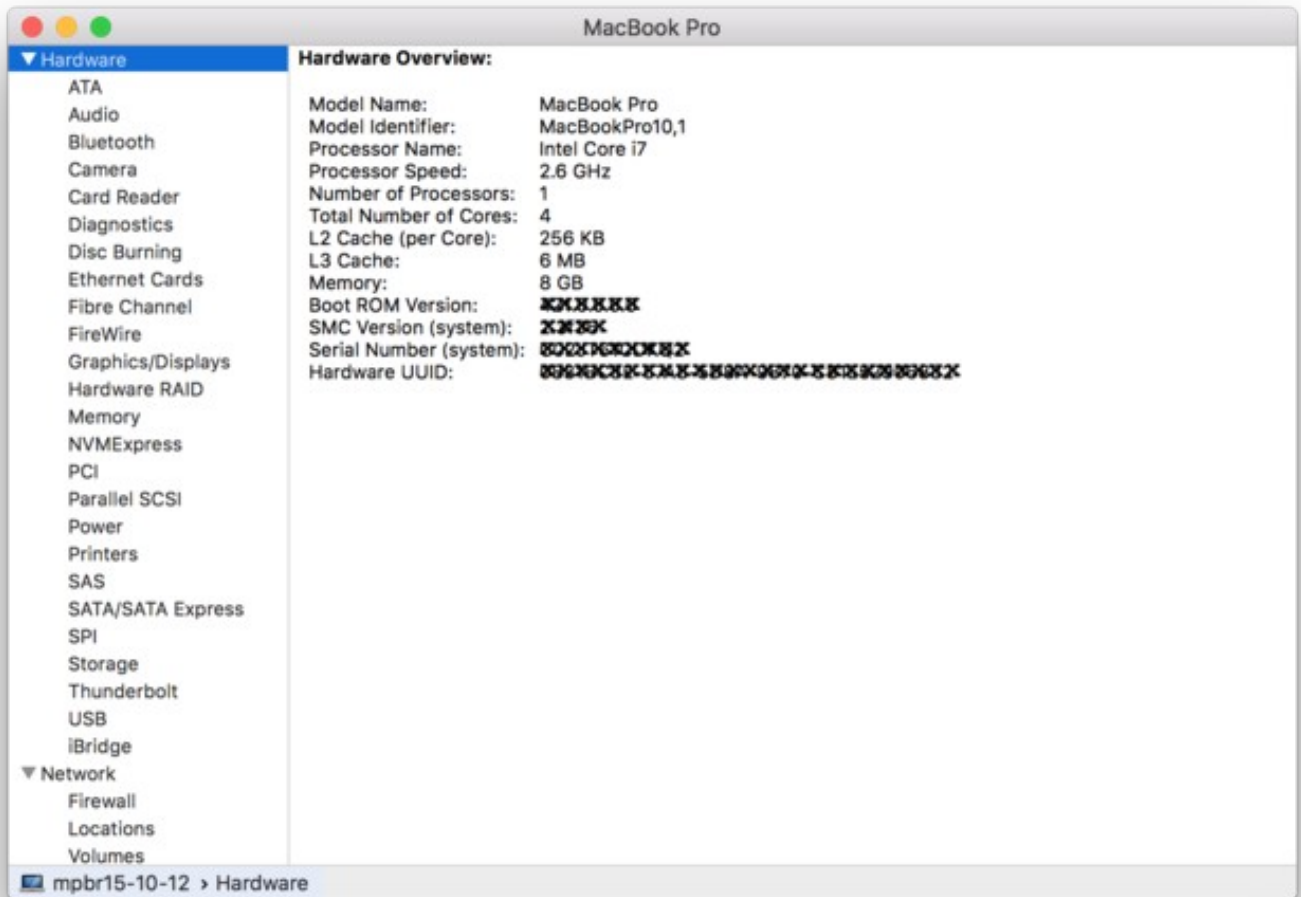 MacBook Pro
Hardware
ATA
Audio
Bluetooth
Camera
Card Reader
Diagnostics
Disc Burning
Ethernet Cards
Fibre Channel
FireWire
Graphics/Displays
Hardware RAID
Memory
NVMExpress
PCI
Parallel SCSI
Power
Printers
SAS
SATA/SATA Express
SPI
Storage
Thunderbolt
USB
iBridge
Network
Firewall
Locations
Volumes
Hardware Overview:
Model Name: MacBook Pro
Model Identifier: MacBookPro10,1
Processor Name: Intel Core i7
Processor Speed: 2.6 GHz
Number of Processors: 1
Total Number of Cores: 4
L2 Cache (per Core): 256 KB
L3 Cache: 6 MB
Memory: 8 GB
Boot ROM Version:
SMC Version (system):
Serial Number (system):
Hardware UUID:
mpbr15-10-12 › Hardware